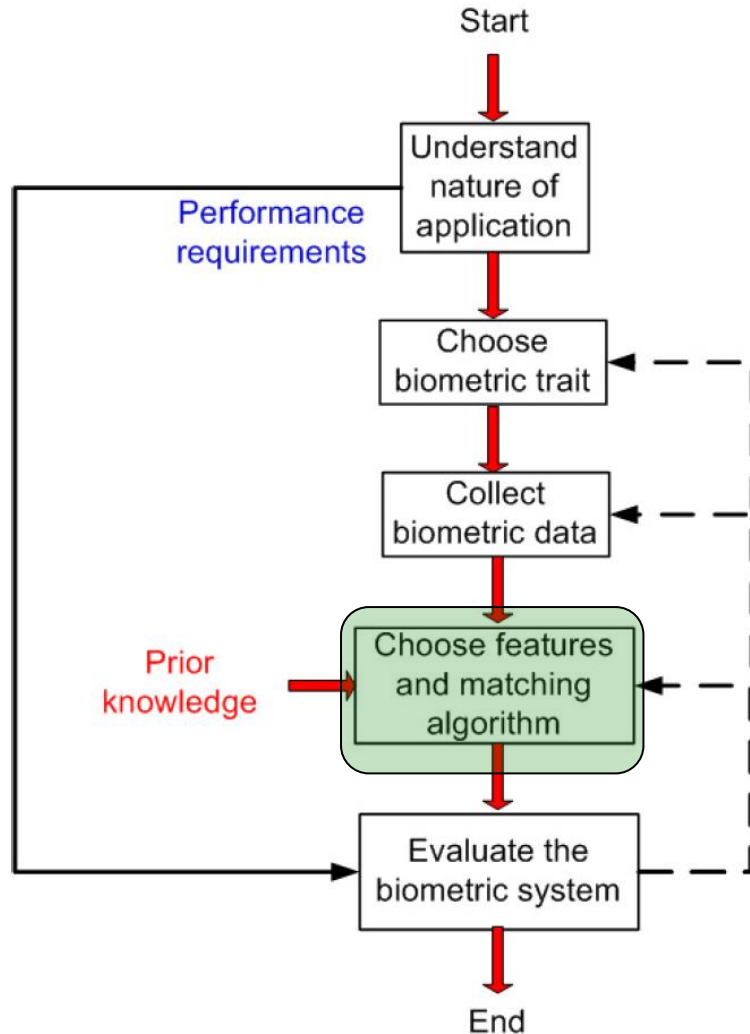 Start
Understand
nature of
application
Performance
requirements
Choose
biometric trait
Collect
biometric data
Choose features
and matching
algorithm
Prior
knowledge
Evaluate the
biometric system
End